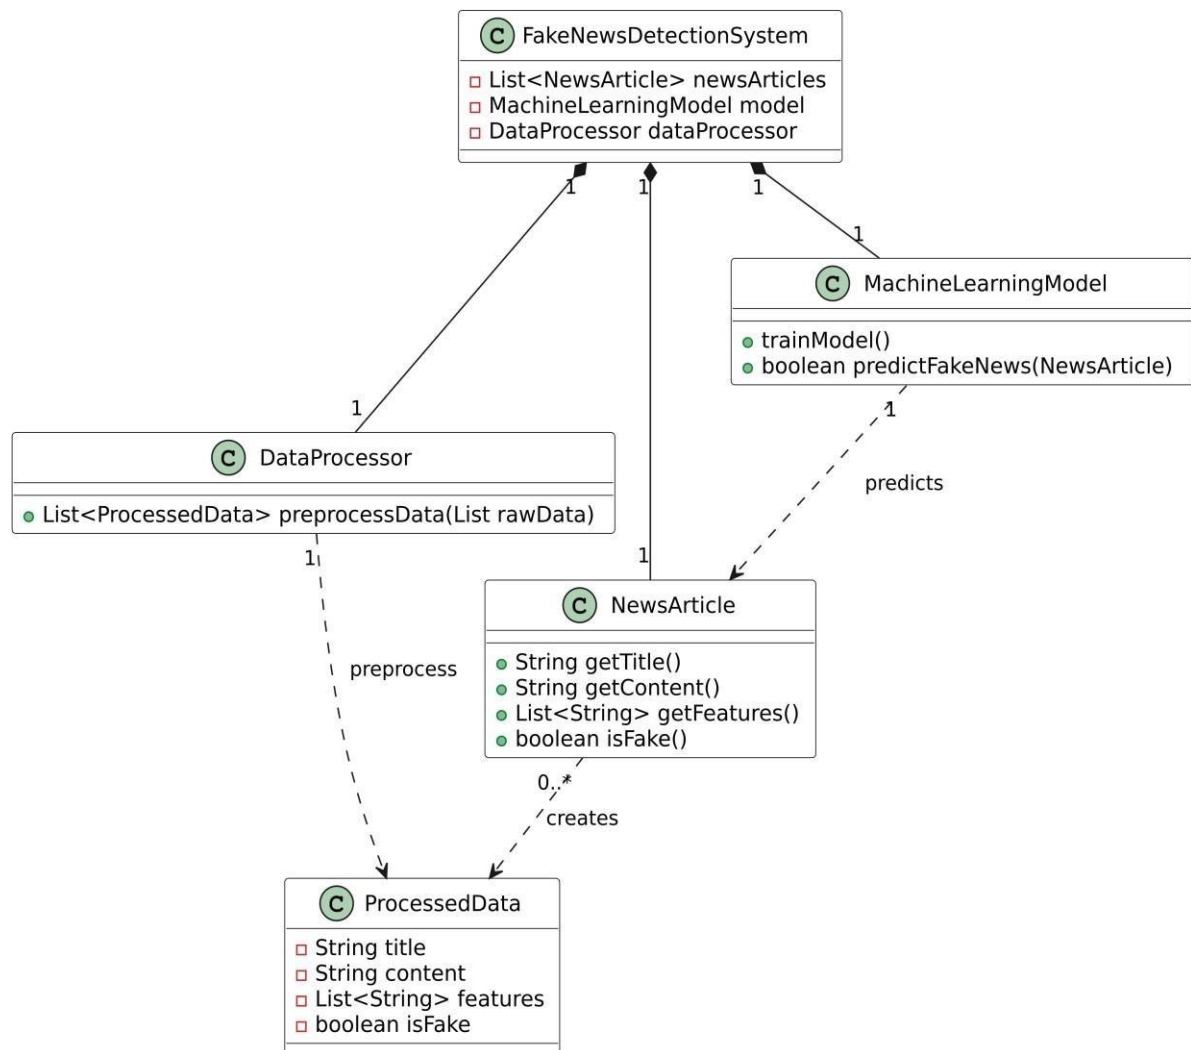 C FakeNewsDetectionSystem
List<NewsArticle> newsArticles
MachineLearningModel model
DataProcessor dataProcessor
1 1 1
1
C MachineLearningModel
trainModel()
boolean predictFakeNews(NewsArticle)
1
1
C DataProcessor
List<ProcessedData> preprocessData(List rawData)
predicts
1
1
C NewsArticle
String getTitle()
String getContent()
List<String> getFeatures()
boolean isFake()
preprocess
0..*
creates
C ProcessedData
String title
String content
List<String> features
boolean isFake